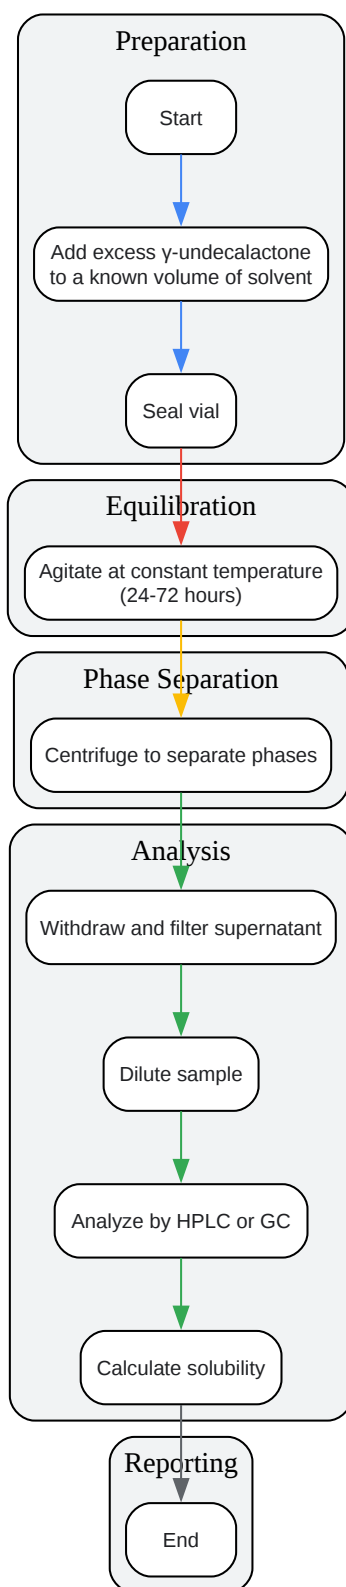 Preparation
Start
Add excess γ-undecalactone
to a known volume of solvent
Seal vial
Equilibration
Agitate at constant temperature
(24-72 hours)
Phase Separation
Centrifuge to separate phases
Analysis
Withdraw and filter supernatant
Dilute sample
Analyze by HPLC or GC
Calculate solubility
Reporting
End